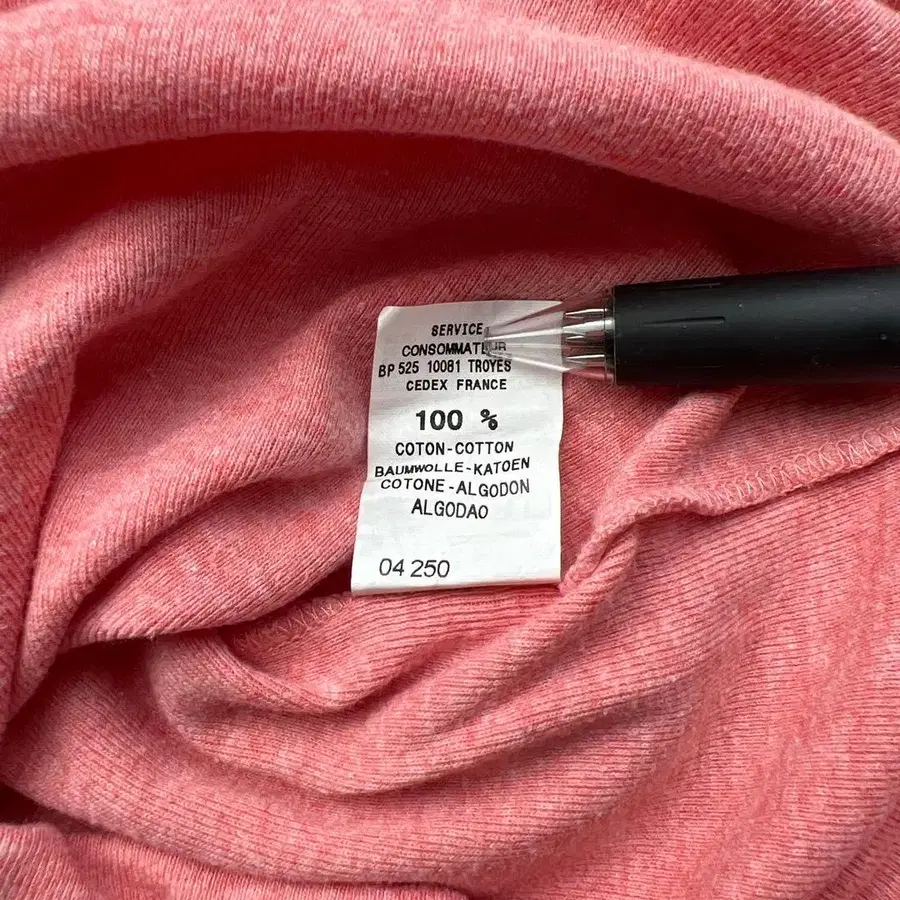 SERVICE
CONSOMMATEUR
BP 525 10081 TROYES
CEDEX FRANCE
100 %
COTON-COTTON
BAUMWOLLE-KATOEN
COTONE-ALGODON
ALGODAO
04 250